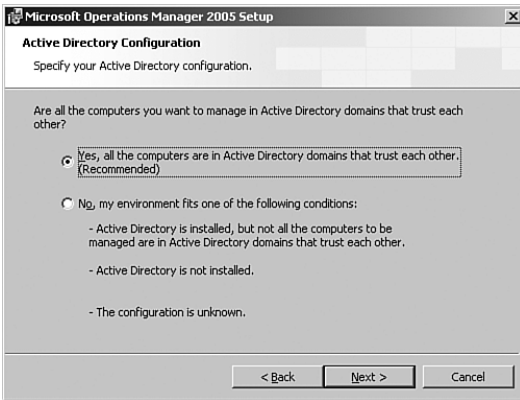 Microsoft Operations Manager 2005 Setup
Active Directory Configuration
Specify your Active Directory configuration.
Are all the computers you want to manage in Active Directory domains that trust each
other?
Yes, all the computers are in Active Directory domains that trust each other.
(Recommended)
No, my environment fits one of the following conditions:
- Active Directory is installed, but not all the computers to be
managed are in Active Directory domains that trust each other.
- Active Directory is not installed.
- The configuration is unknown.
< Back Next > Cancel